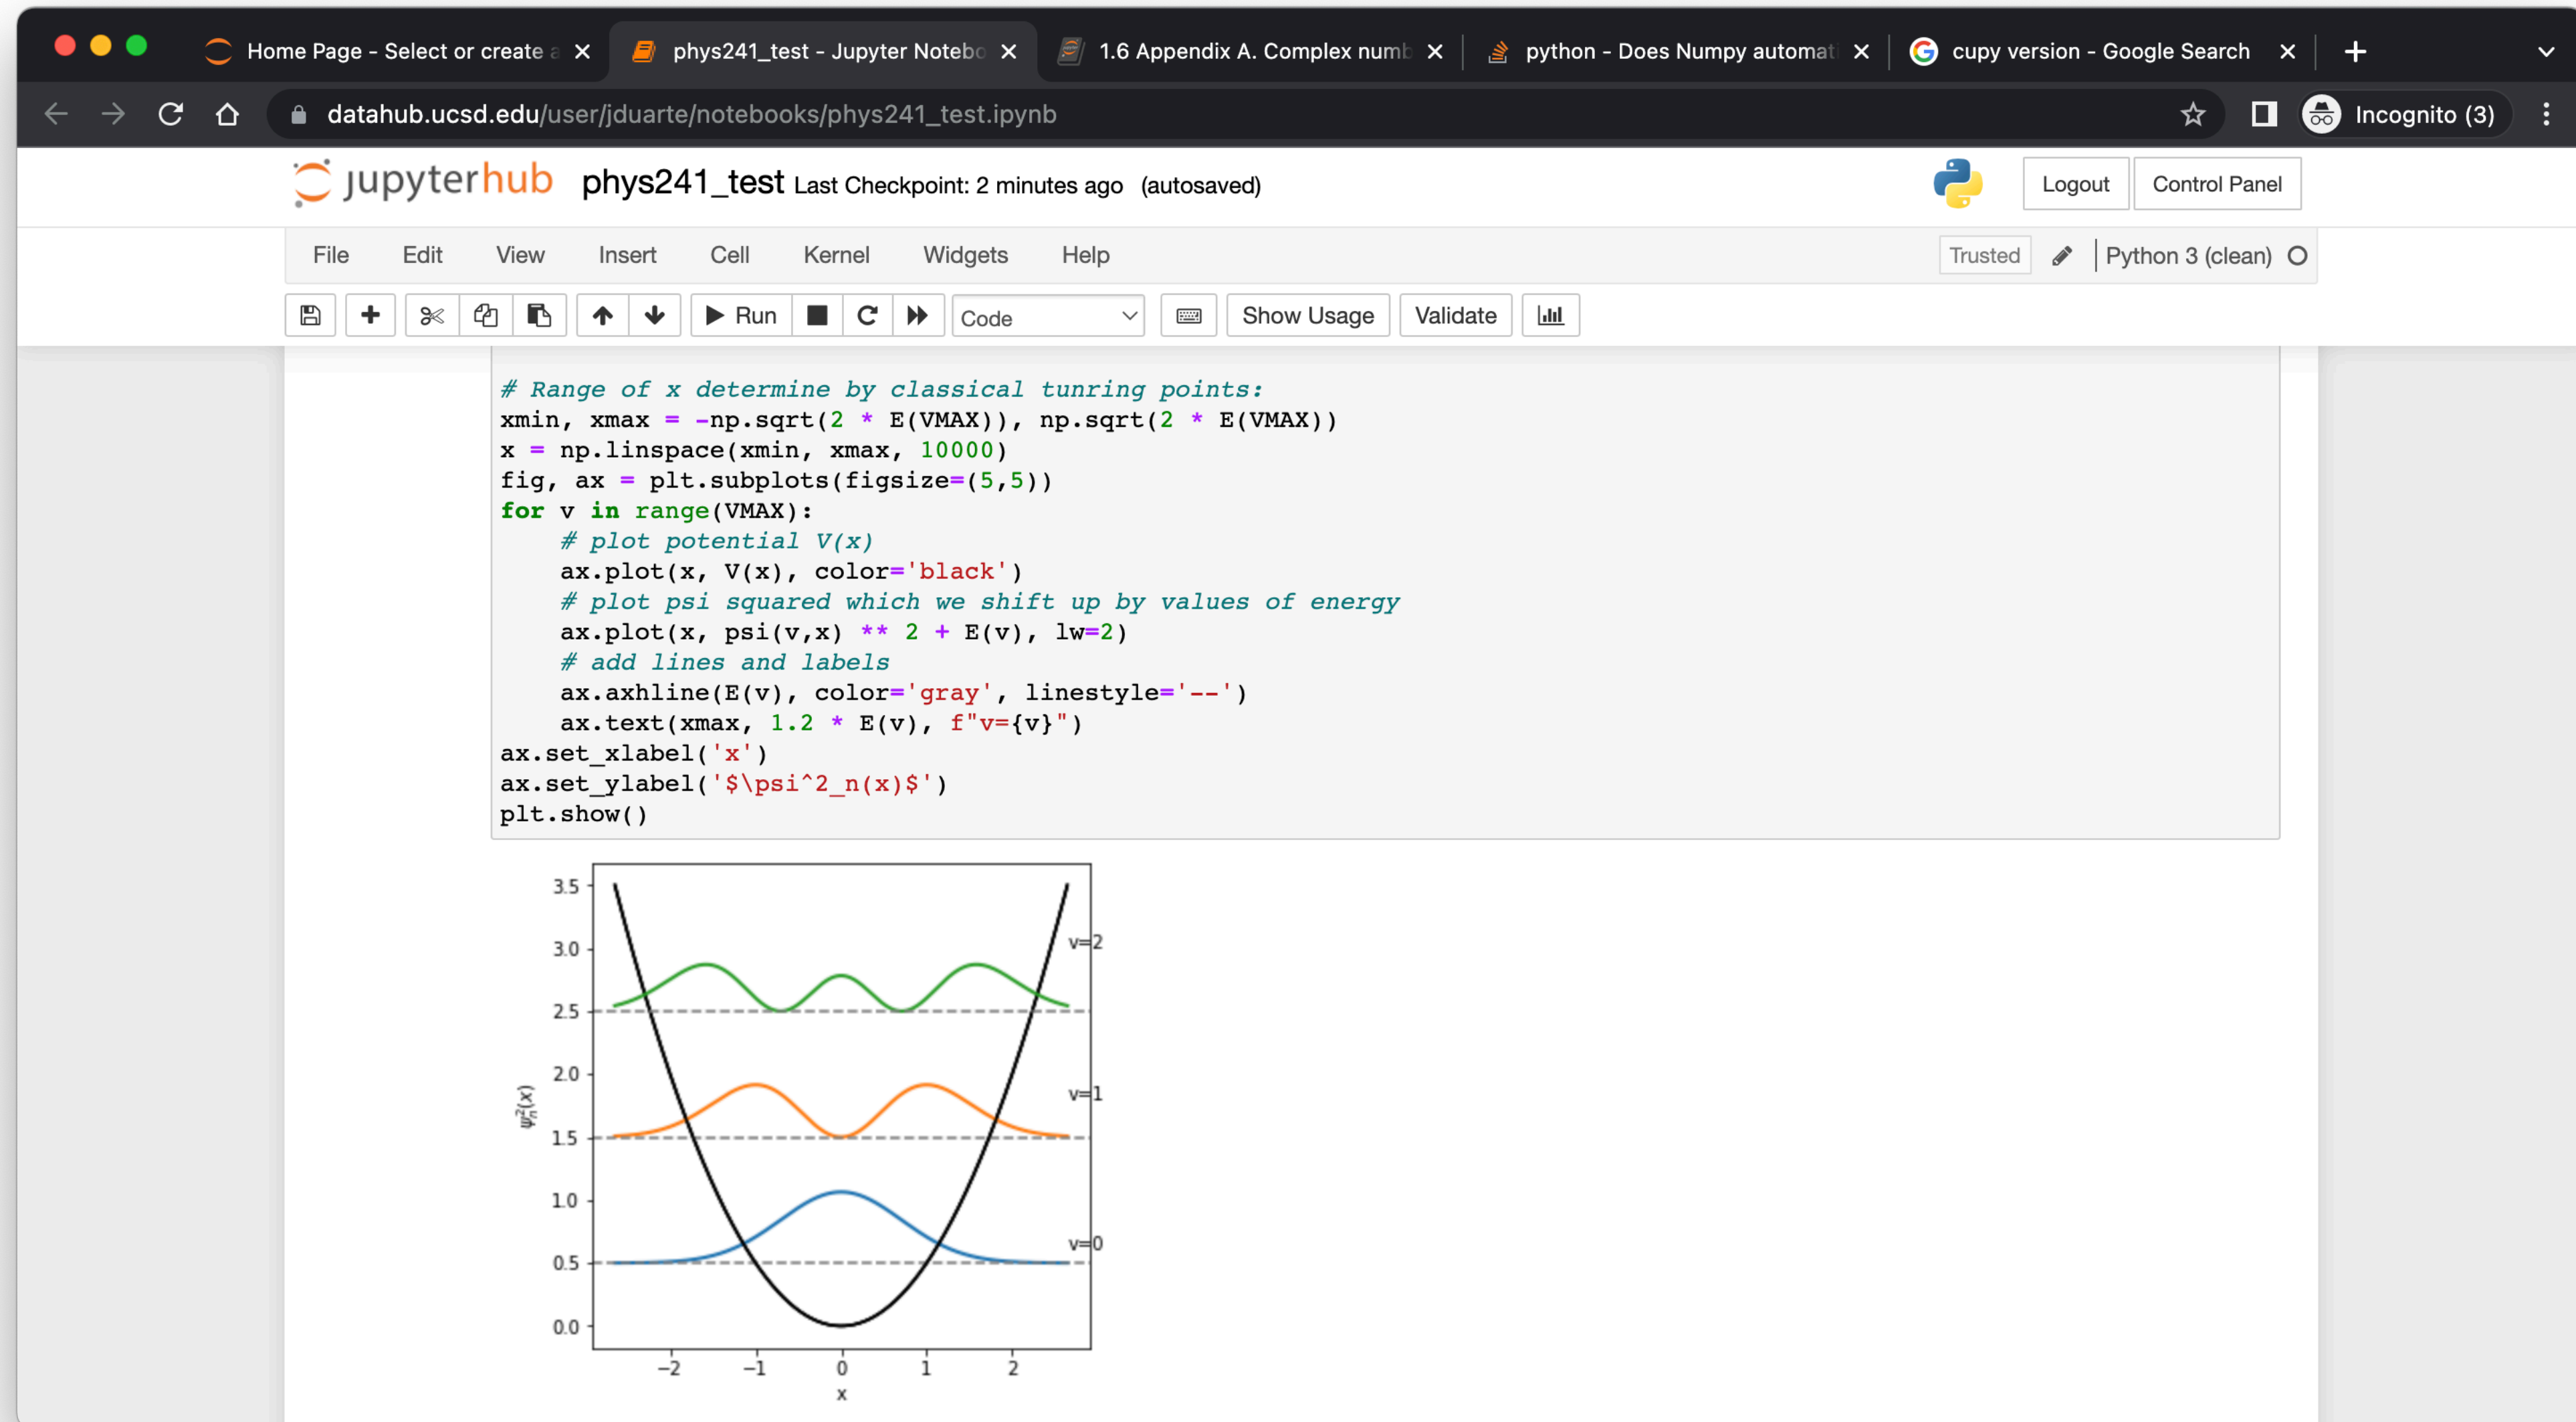 Home Page - Select or create a
phys241_test - Jupyter Notebo
1.6 Appendix A. Complex numb
python - Does Numpy automati
cupy version - Google Search
datahub.ucsd.edu/user/jduarte/notebooks/phys241_test.ipynb
Incognito (3)
jupyterhub phys241_test Last Checkpoint: 2 minutes ago (autosaved)
Logout
Control Panel
File Edit View Insert Cell Kernel Widgets Help
Trusted
Python 3 (clean)
Run
Code
Show Usage
Validate
# Range of x determine by classical tunring points:
xmin, xmax = -np.sqrt(2 * E(VMAX)), np.sqrt(2 * E(VMAX))
x = np.linspace(xmin, xmax, 10000)
fig, ax = plt.subplots(figsize=(5,5))
for v in range(VMAX):
    # plot potential V(x)
    ax.plot(x, V(x), color='black')
    # plot psi squared which we shift up by values of energy
    ax.plot(x, psi(v,x) ** 2 + E(v), lw=2)
    # add lines and labels
    ax.axhline(E(v), color='gray', linestyle='--')
    ax.text(xmax, 1.2 * E(v), f"v={v}")
ax.set_xlabel('x')
ax.set_ylabel('$\psi^2_n(x)$')
plt.show()
3.5
3.0
2.5
2.0
1.5
1.0
0.5
0.0
ψ²ₙ(x)
v=2
v=1
v=0
−2 −1 0 1 2
x